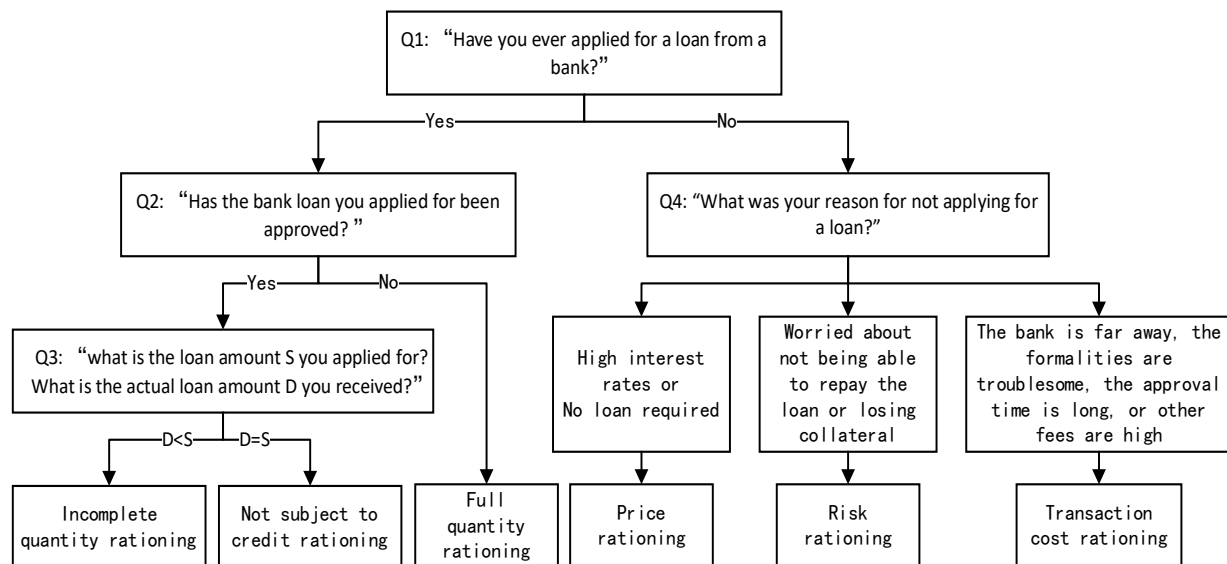 Q1: “Have you ever applied for a loan from a
bank?”
Yes
No
Q2: “Has the bank loan you applied for been
approved? ”
Q4: “What was your reason for not applying for
a loan?”
Yes
No
Q3: “what is the loan amount S you applied for?
What is the actual loan amount D you received?”
High interest
rates or
No loan required
Worried about
not being able
to repay the
loan or losing
collateral
The bank is far away, the
formalities are
troublesome, the approval
time is long, or other
fees are high
D<S
D=S
Incomplete
quantity rationing
Not subject to
credit rationing
Full
quantity
rationing
Price
rationing
Risk
rationing
Transaction
cost rationing